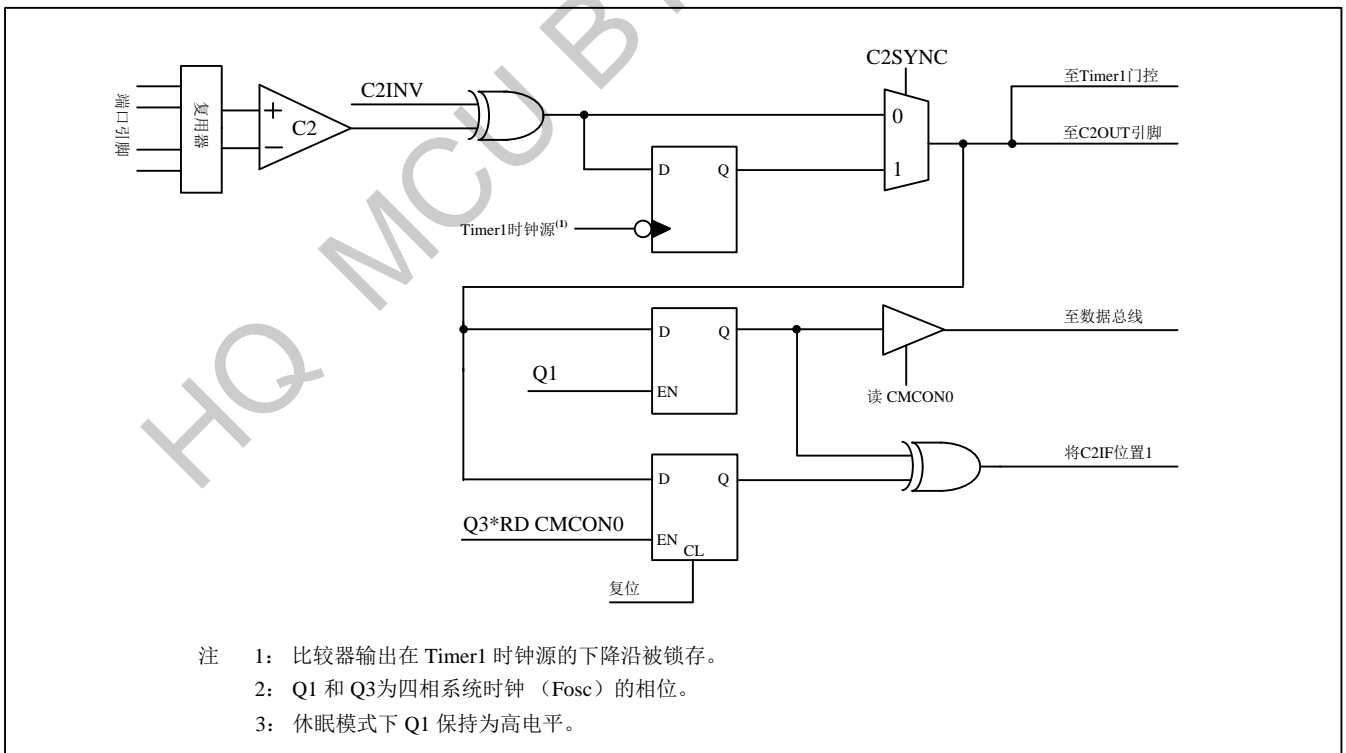 HQ MCU B
C2SYNC
至Timer1门控
C2INV
端口引脚
复用器
+
C2
−
0
至C2OUT引脚
1
D Q
Timer1时钟源(1)
D Q
至数据总线
Q1
EN
读 CMCON0
将C2IF位置1
D Q
Q3*RD CMCON0
EN
CL
复位
注 1： 比较器输出在 Timer1 时钟源的下降沿被锁存。
2： Q1 和 Q3为四相系统时钟 （Fosc）的相位。
3： 休眠模式下 Q1 保持为高电平。